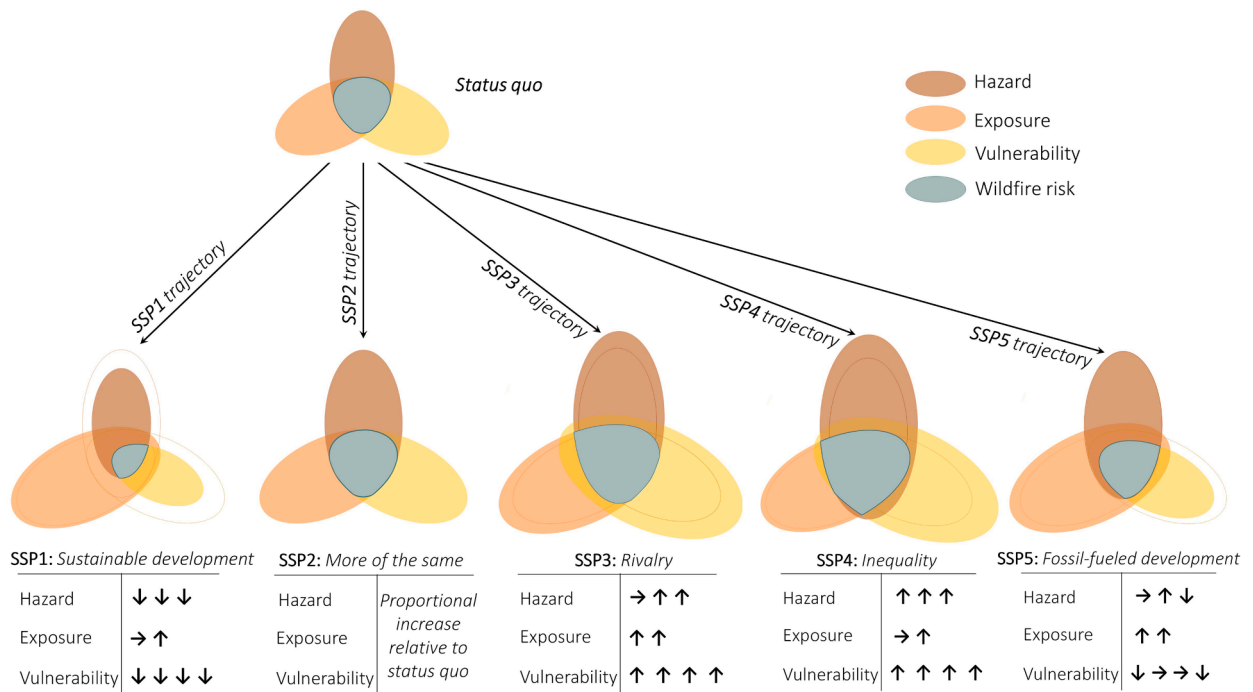 Status quo
Hazard
Exposure
Vulnerability
Wildfire risk
SSP1 trajectory
SSP2 trajectory
SSP3 trajectory
SSP4 trajectory
SSP5 trajectory
SSP1: Sustainable development
Hazard ↓ ↓ ↓
Exposure → ↑
Vulnerability ↓ ↓ ↓ ↓
SSP2: More of the same
Hazard
Exposure
Vulnerability
Proportional
increase
relative to
status quo
SSP3: Rivalry
Hazard → ↑ ↑
Exposure ↑ ↑
Vulnerability ↑ ↑ ↑ ↑
SSP4: Inequality
Hazard ↑ ↑ ↑
Exposure → ↑
Vulnerability ↑ ↑ ↑ ↑
SSP5: Fossil-fueled development
Hazard → ↑ ↓
Exposure ↑ ↑
Vulnerability ↓ → → ↓